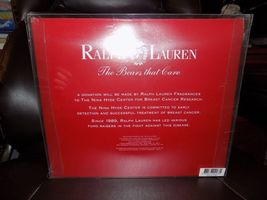 RALPH LAUREN
The Bears that Care
A DONATION WILL BE MADE BY RALPH LAUREN FRAGRANCES
TO THE NINA HYDE CENTER FOR BREAST CANCER RESEARCH.
THE NINA HYDE CENTER IS COMMITTED TO EARLY
DETECTION AND SUCCESSFUL TREATMENT OF BREAST CANCER.
SINCE 1989, RALPH LAUREN HAS LED VARIOUS
FUND RAISERS IN THE FIGHT AGAINST THIS DISEASE.